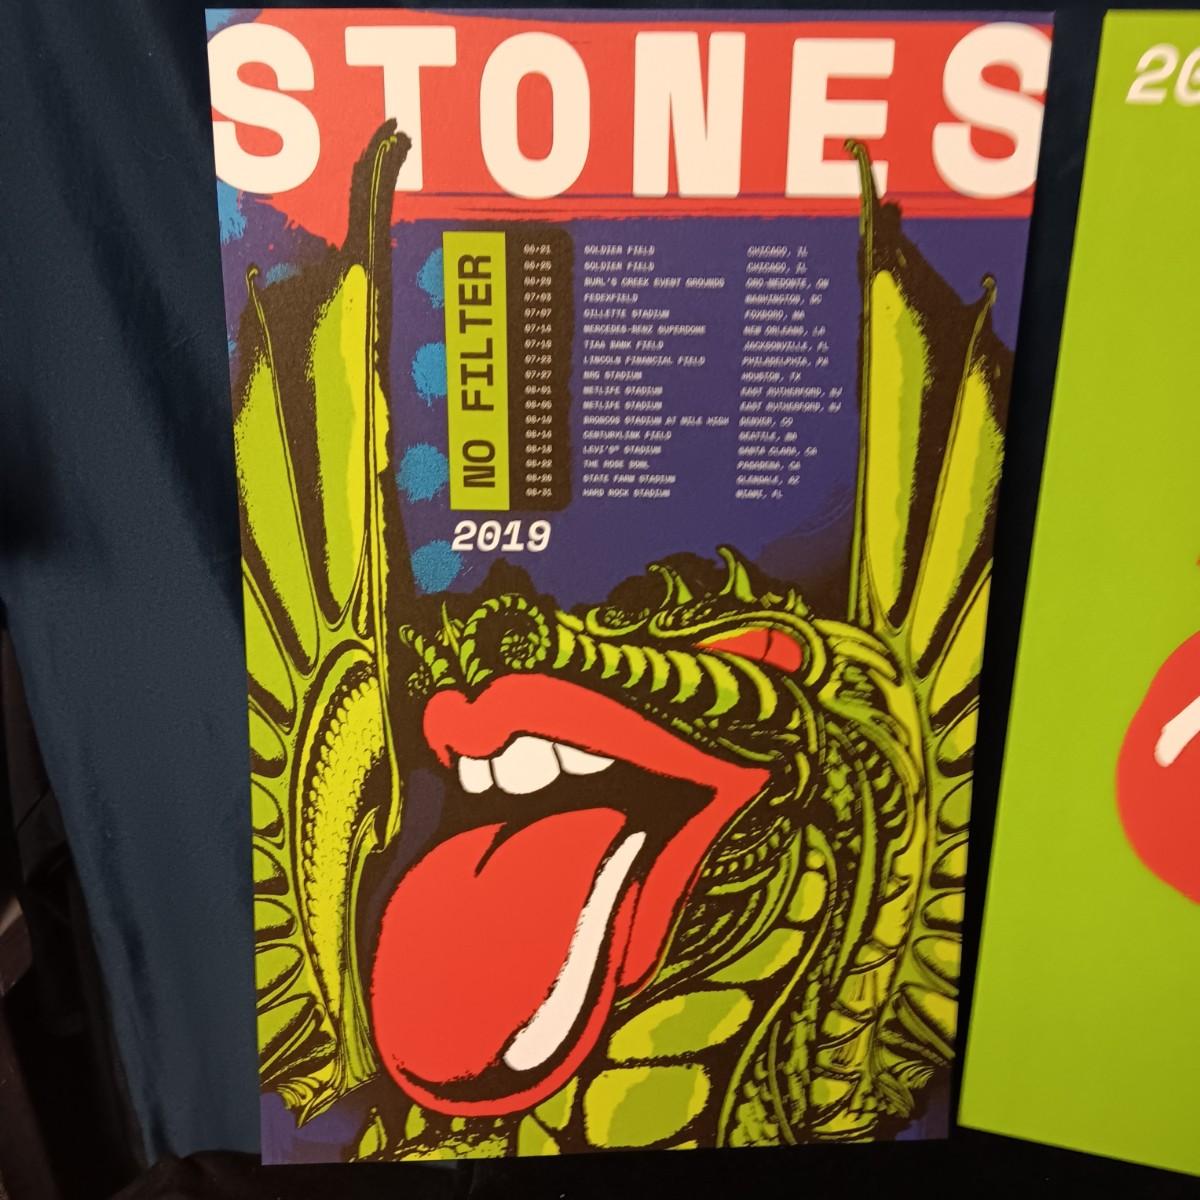 STONES
20
NO FILTER
06•21 SOLDIER FIELD CHICAGO, IL
06•25 SOLDIER FIELD CHICAGO, IL
06•29 BURL'S CREEK EVENT GROUNDS ORO-MEDONTE, ON
07•03 FEDEXFIELD WASHINGTON, DC
07•07 GILLETTE STADIUM FOXBORO, MA
07•14 MERCEDES-BENZ SUPERDOME NEW ORLEANS, LA
07•19 TIAA BANK FIELD JACKSONVILLE, FL
07•23 LINCOLN FINANCIAL FIELD PHILADELPHIA, PA
07•27 NRG STADIUM HOUSTON, TX
08•01 METLIFE STADIUM EAST RUTHERFORD, NJ
08•05 METLIFE STADIUM EAST RUTHERFORD, NJ
08•10 BRONCOS STADIUM AT MILE HIGH DENVER, CO
08•14 CENTURYLINK FIELD SEATTLE, WA
08•18 LEVI'S® STADIUM SANTA CLARA, CA
08•22 THE ROSE BOWL PASADENA, CA
08•26 STATE FARM STADIUM GLENDALE, AZ
08•31 HARD ROCK STADIUM MIAMI, FL
2019